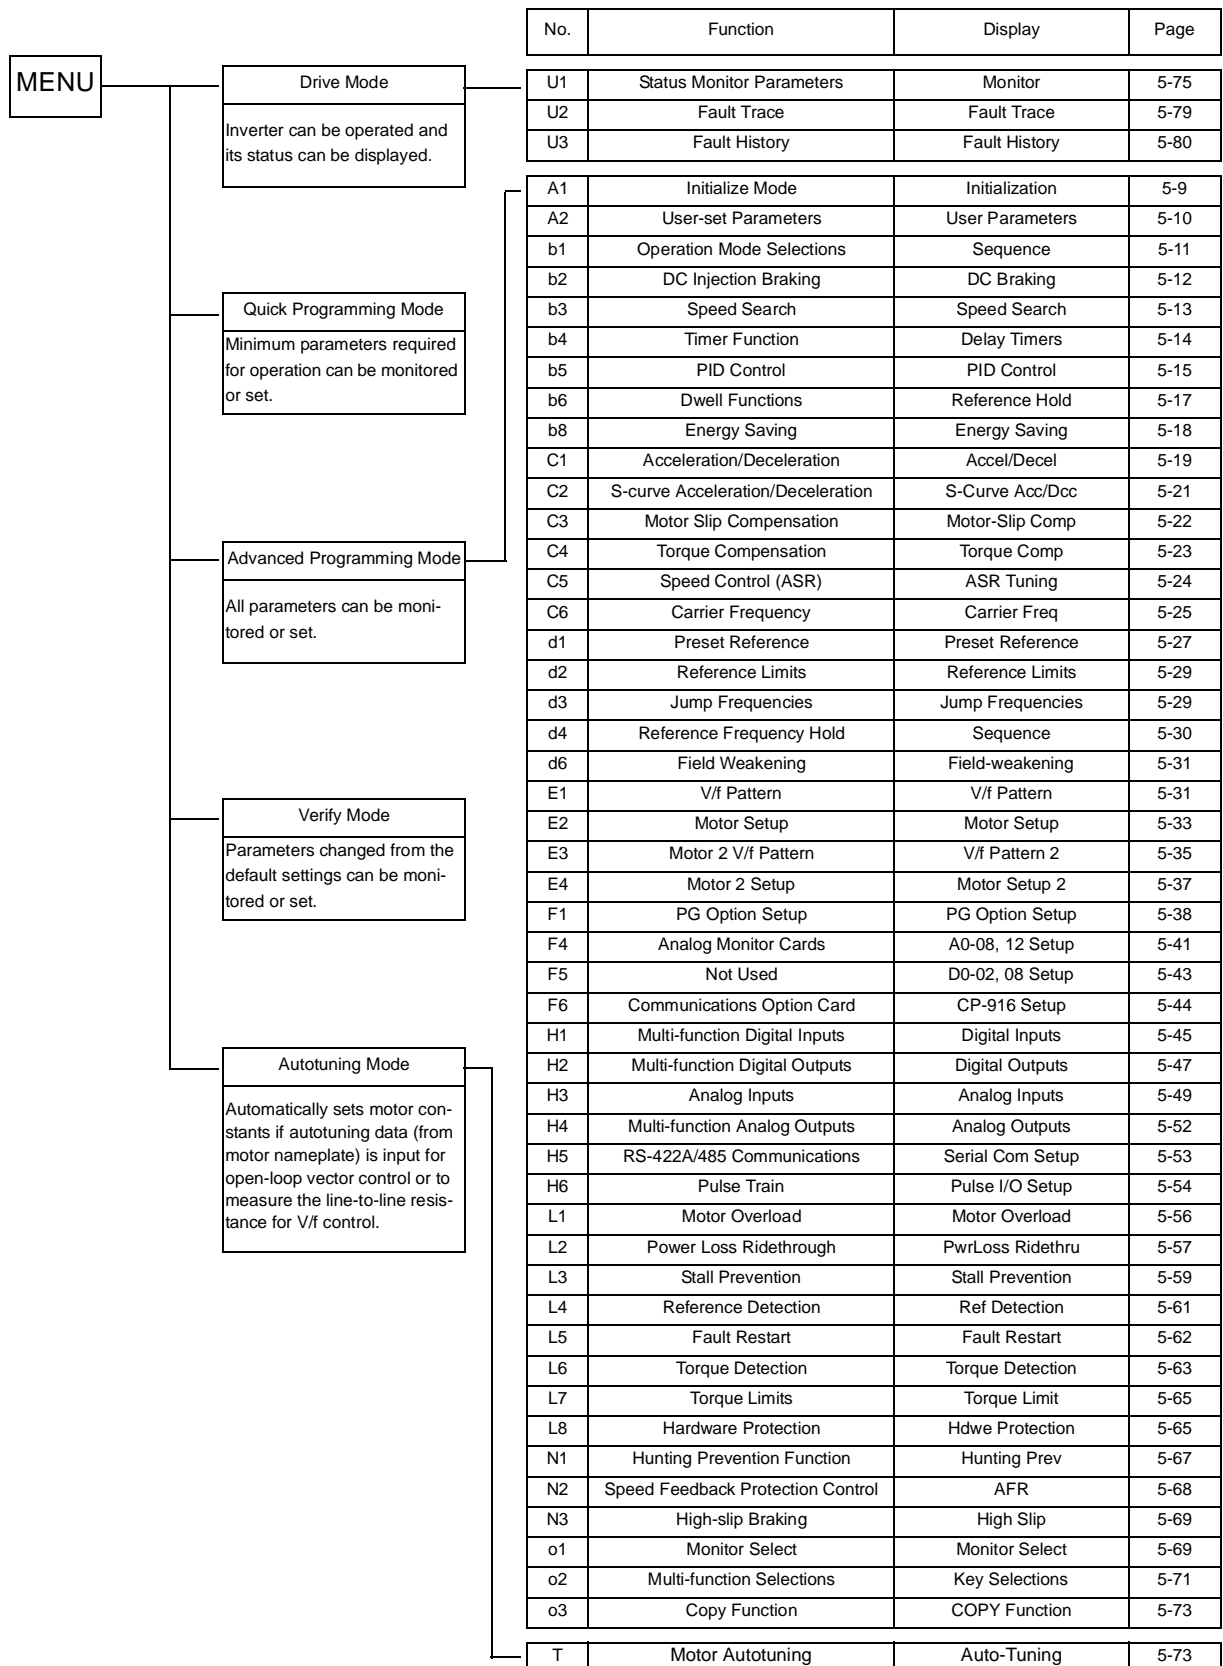 MENU
Drive Mode
Inverter can be operated and
its status can be displayed.
Quick Programming Mode
Minimum parameters required
for operation can be monitored
or set.
Advanced Programming Mode
All parameters can be moni-
tored or set.
Verify Mode
Parameters changed from the
default settings can be moni-
tored or set.
Autotuning Mode
Automatically sets motor con-
stants if autotuning data (from
motor nameplate) is input for
open-loop vector control or to
measure the line-to-line resis-
tance for V/f control.
No. Function Display Page
U1 Status Monitor Parameters Monitor 5-75
U2 Fault Trace Fault Trace 5-79
U3 Fault History Fault History 5-80
A1 Initialize Mode Initialization 5-9
A2 User-set Parameters User Parameters 5-10
b1 Operation Mode Selections Sequence 5-11
b2 DC Injection Braking DC Braking 5-12
b3 Speed Search Speed Search 5-13
b4 Timer Function Delay Timers 5-14
b5 PID Control PID Control 5-15
b6 Dwell Functions Reference Hold 5-17
b8 Energy Saving Energy Saving 5-18
C1 Acceleration/Deceleration Accel/Decel 5-19
C2 S-curve Acceleration/Deceleration S-Curve Acc/Dcc 5-21
C3 Motor Slip Compensation Motor-Slip Comp 5-22
C4 Torque Compensation Torque Comp 5-23
C5 Speed Control (ASR) ASR Tuning 5-24
C6 Carrier Frequency Carrier Freq 5-25
d1 Preset Reference Preset Reference 5-27
d2 Reference Limits Reference Limits 5-29
d3 Jump Frequencies Jump Frequencies 5-29
d4 Reference Frequency Hold Sequence 5-30
d6 Field Weakening Field-weakening 5-31
E1 V/f Pattern V/f Pattern 5-31
E2 Motor Setup Motor Setup 5-33
E3 Motor 2 V/f Pattern V/f Pattern 2 5-35
E4 Motor 2 Setup Motor Setup 2 5-37
F1 PG Option Setup PG Option Setup 5-38
F4 Analog Monitor Cards A0-08, 12 Setup 5-41
F5 Not Used D0-02, 08 Setup 5-43
F6 Communications Option Card CP-916 Setup 5-44
H1 Multi-function Digital Inputs Digital Inputs 5-45
H2 Multi-function Digital Outputs Digital Outputs 5-47
H3 Analog Inputs Analog Inputs 5-49
H4 Multi-function Analog Outputs Analog Outputs 5-52
H5 RS-422A/485 Communications Serial Com Setup 5-53
H6 Pulse Train Pulse I/O Setup 5-54
L1 Motor Overload Motor Overload 5-56
L2 Power Loss Ridethrough PwrLoss Ridethru 5-57
L3 Stall Prevention Stall Prevention 5-59
L4 Reference Detection Ref Detection 5-61
L5 Fault Restart Fault Restart 5-62
L6 Torque Detection Torque Detection 5-63
L7 Torque Limits Torque Limit 5-65
L8 Hardware Protection Hdwe Protection 5-65
N1 Hunting Prevention Function Hunting Prev 5-67
N2 Speed Feedback Protection Control AFR 5-68
N3 High-slip Braking High Slip 5-69
o1 Monitor Select Monitor Select 5-69
o2 Multi-function Selections Key Selections 5-71
o3 Copy Function COPY Function 5-73
T Motor Autotuning Auto-Tuning 5-73